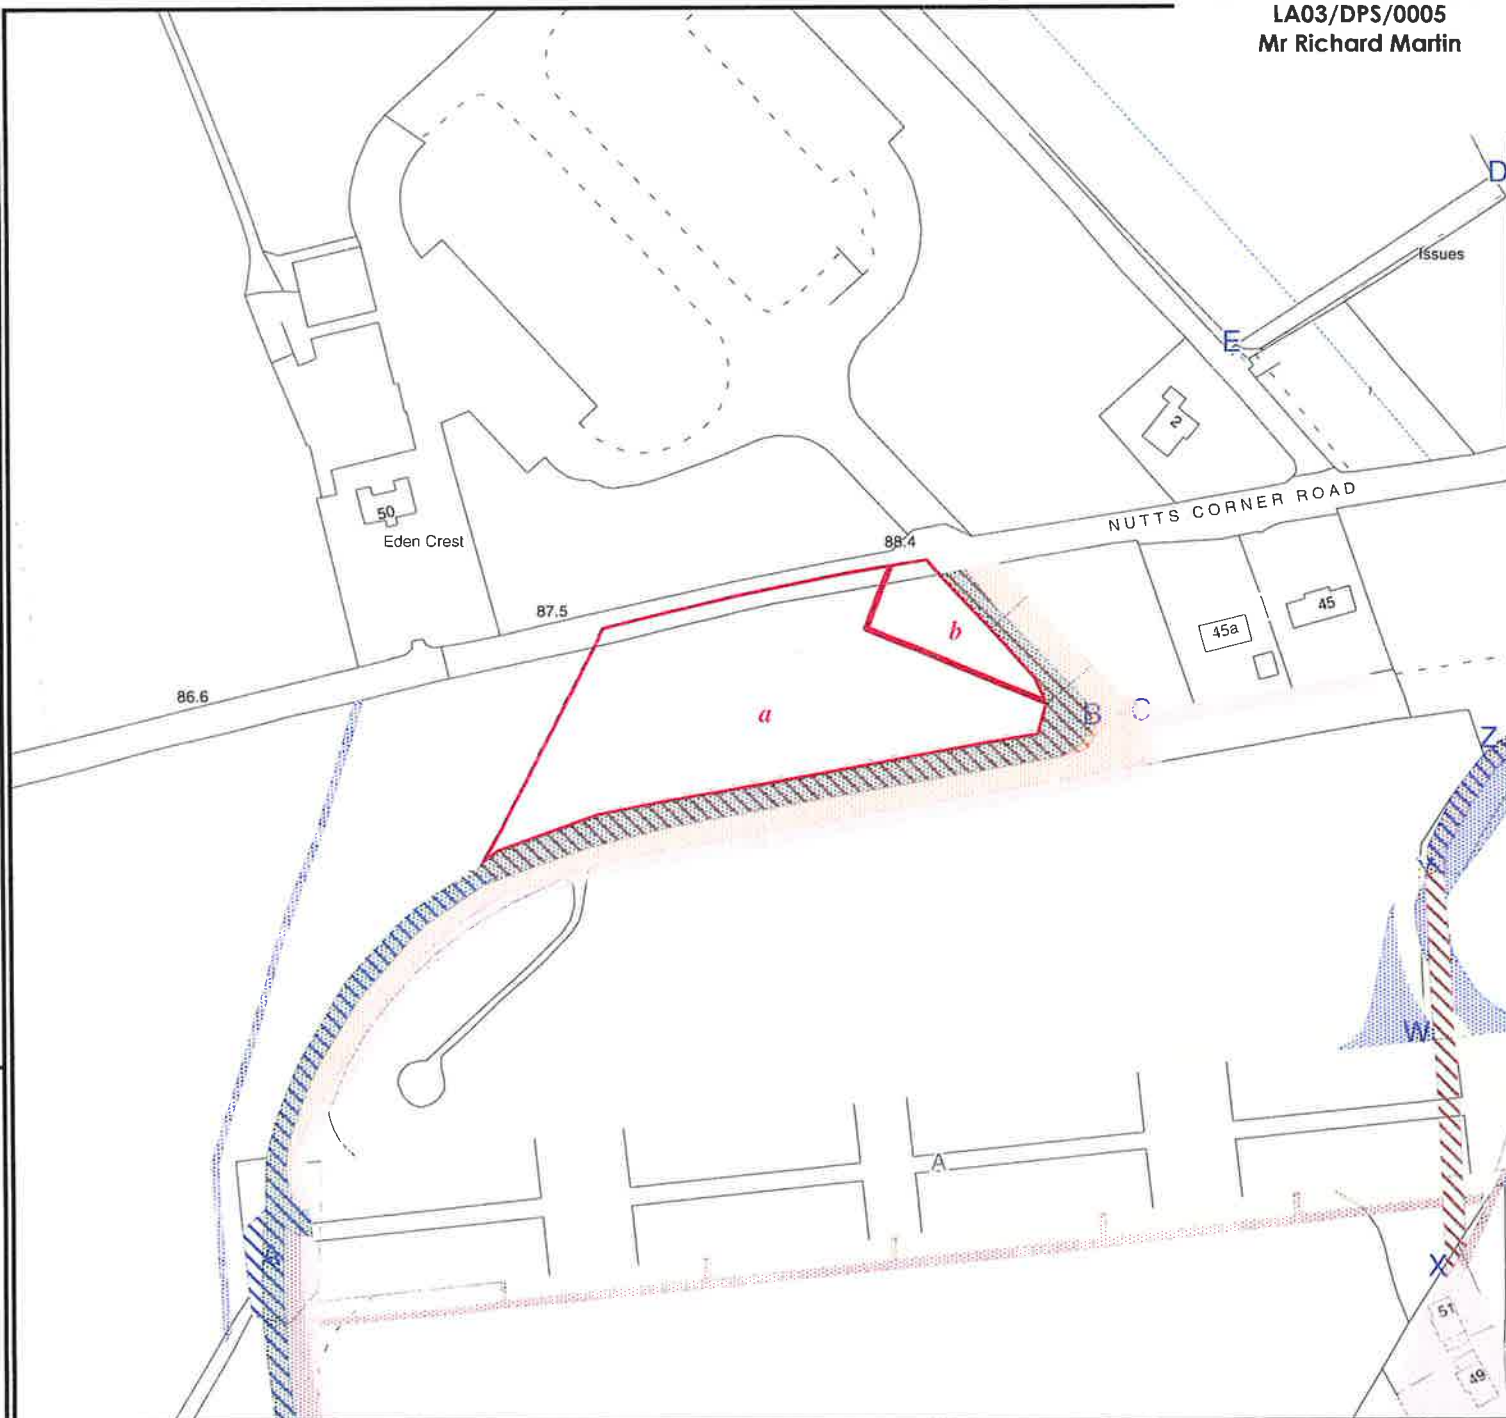 LA03/DPS/0005
Mr Richard Martin
D
Issues
E
2
NUTTS CORNER ROAD
50
Eden Crest
88.4
87.5
b
45a
45
86.6
a
B
C
Z
Y
W
A
X
51
49